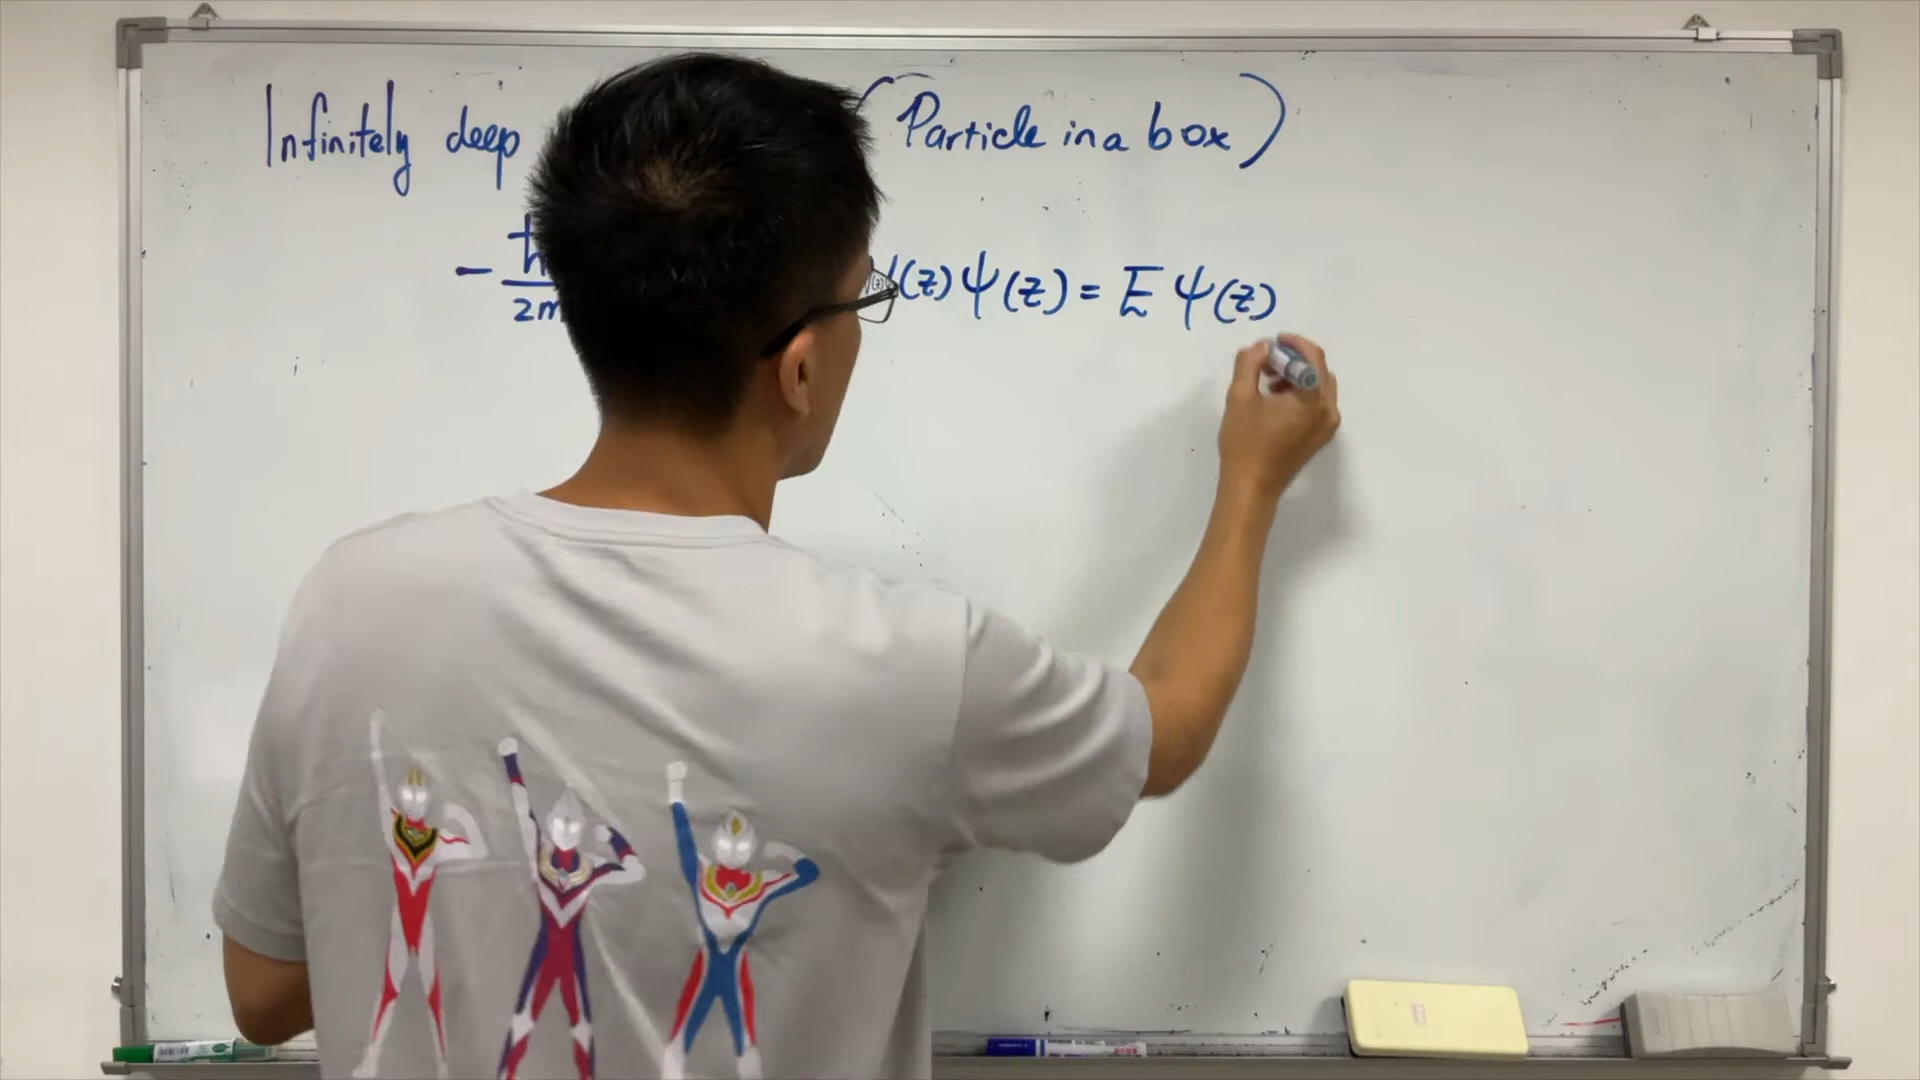 Infinitely deep (Particle in a box)
- ħ / 2m V(z) ψ(z) = E ψ(z)